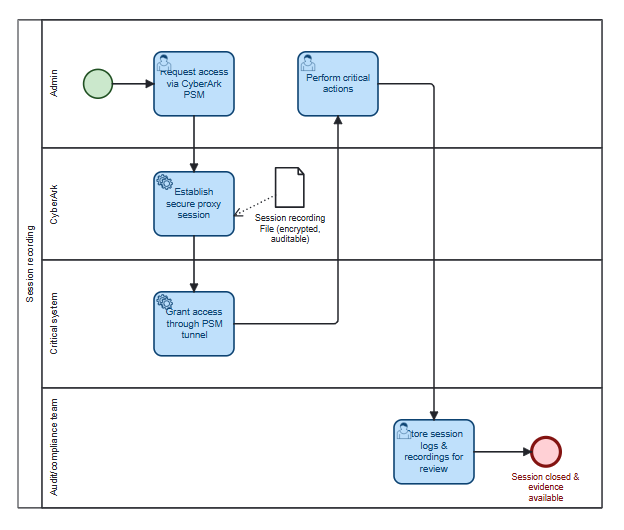 Session recording
Admin
Request access
via CyberArk
PSM
Perform critical
actions
CyberArk
Establish
secure proxy
session
Session recording
File (encrypted,
auditable)
Critical system
Grant access
through PSM
tunnel
Audit/compliance team
Store session
logs &
recordings for
review
Session closed &
evidence
available